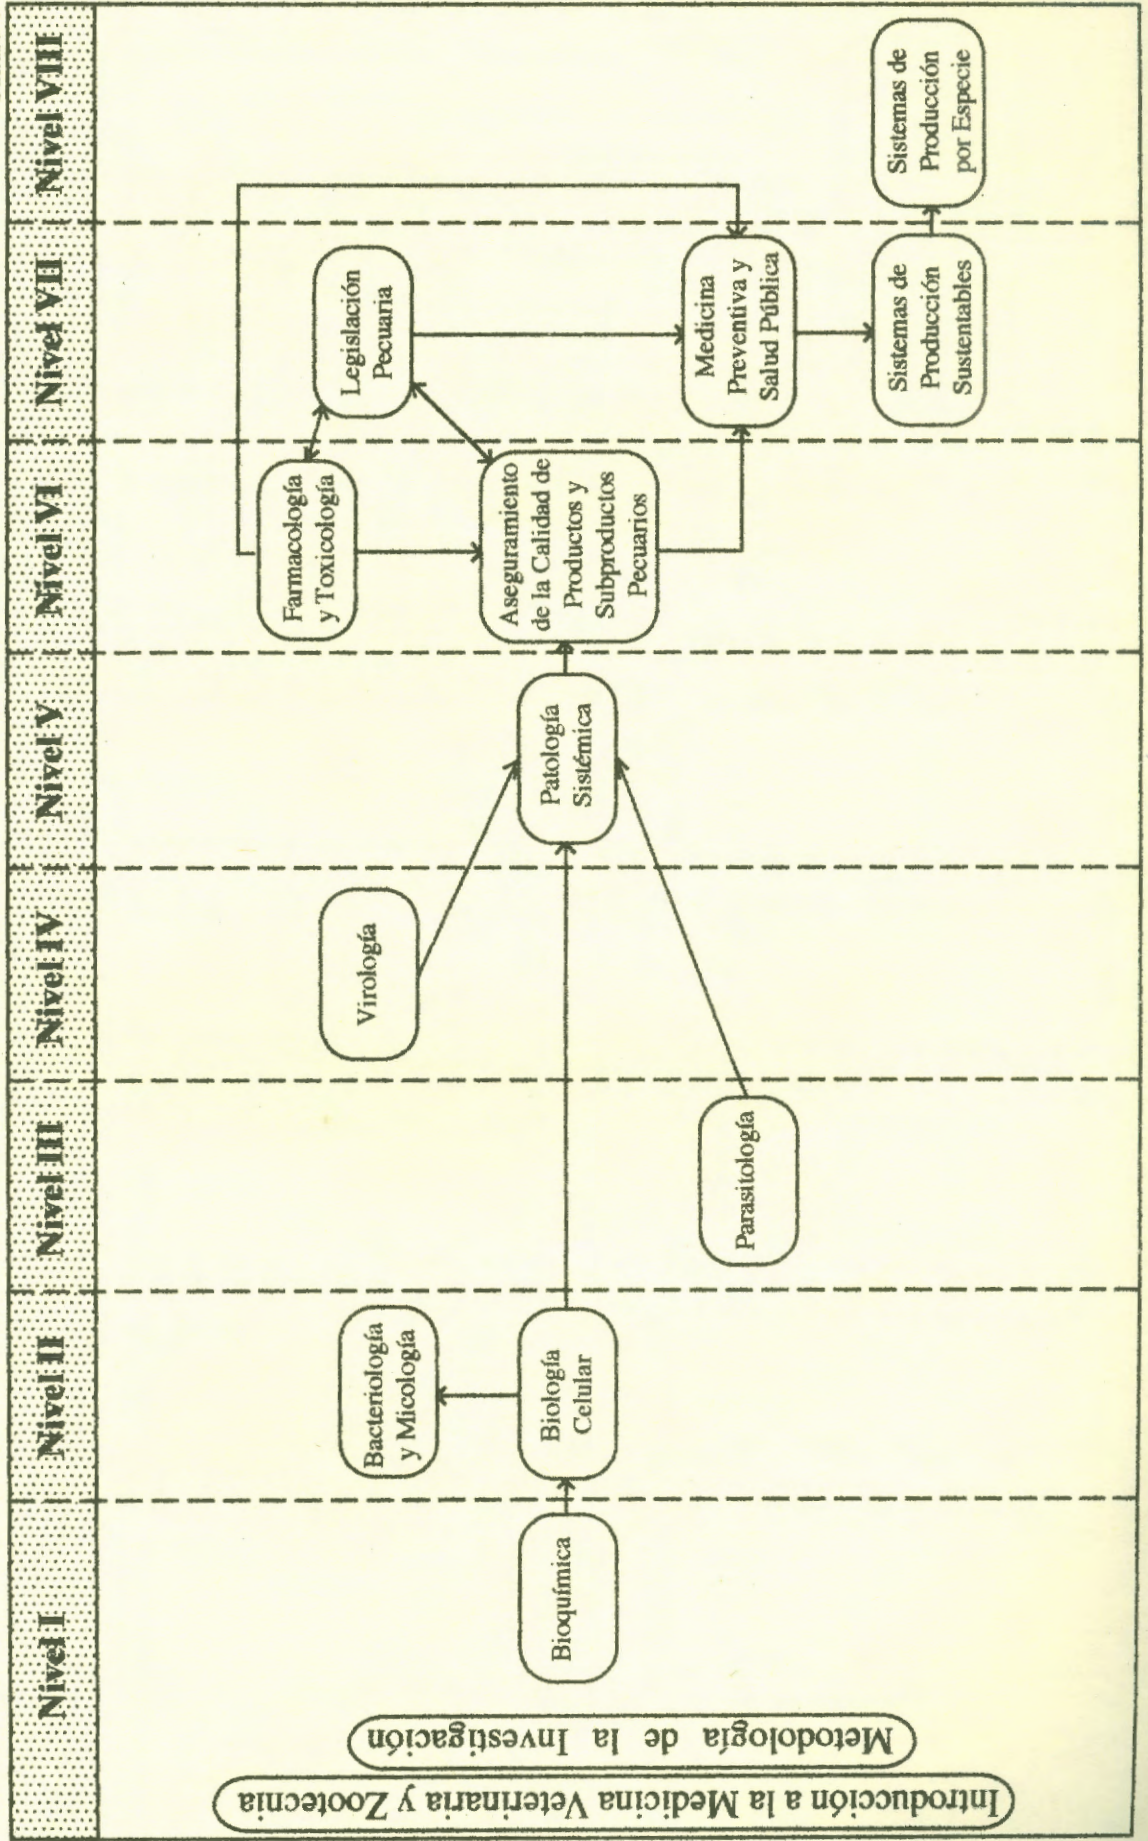 Nivel I
Nivel II
Nivel III
Nivel IV
Nivel V
Nivel VI
Nivel VII
Nivel VIII
Introducción a la Medicina Veterinaria y Zootecnia
Metodología de la Investigación
Bioquímica
Bacteriología
y Micología
Biología
Celular
Parasitología
Virología
Patología
Sistémica
Farmacología
y Toxicología
Aseguramiento
de la Calidad de
Productos y
Subproductos
Pecuarios
Legislación
Pecuaria
Medicina
Preventiva y
Salud Pública
Sistemas de
Producción
Sustentables
Sistemas de
Producción
por Especie